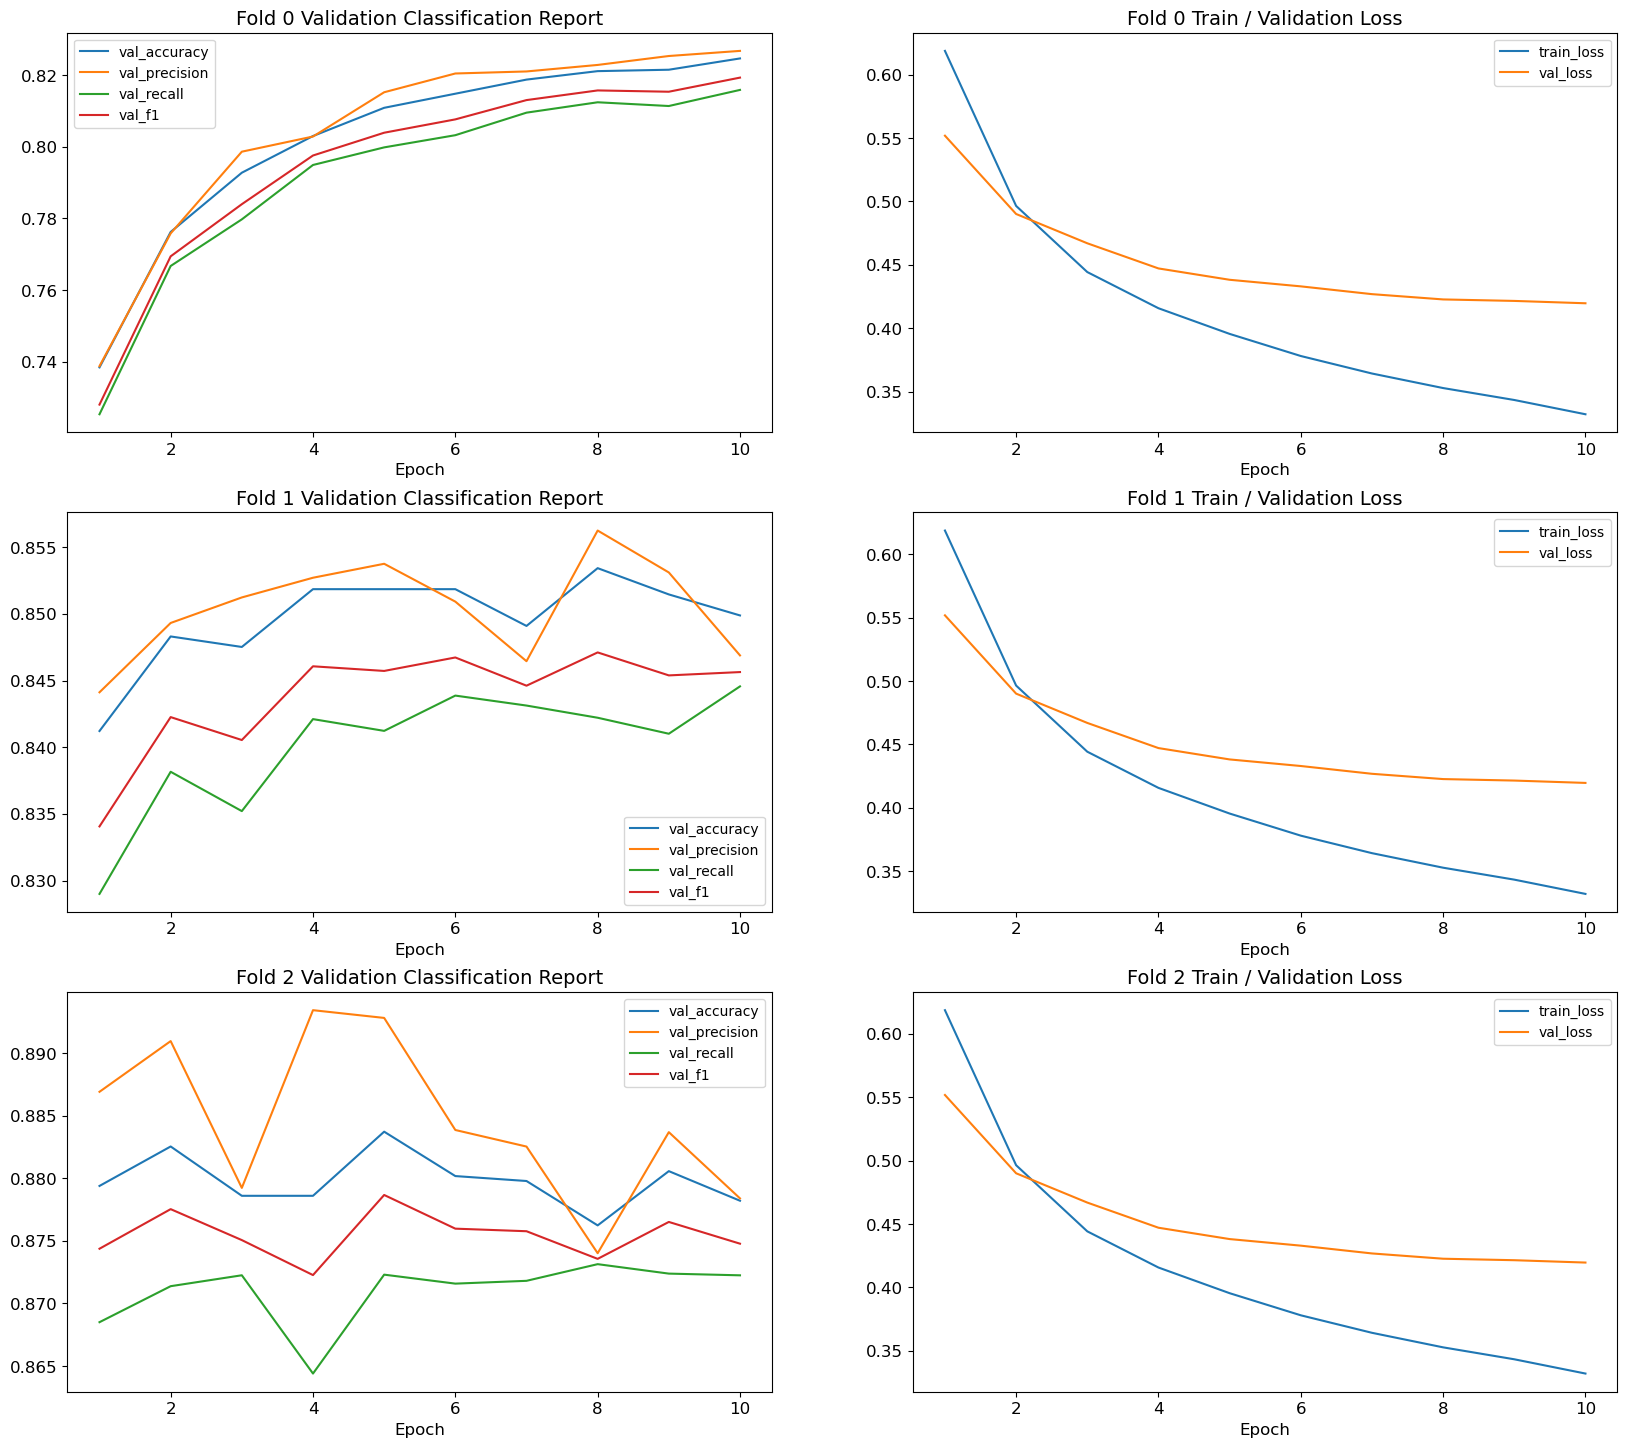 Fold 0 Validation Classification Report
val_accuracy
val_precision
val_recall
val_f1
0.82
0.80
0.78
0.76
0.74
2 4 6 8 10
Epoch
Fold 0 Train / Validation Loss
train_loss
val_loss
0.60
0.55
0.50
0.45
0.40
0.35
2 4 6 8 10
Epoch
Fold 1 Validation Classification Report
0.855
0.850
0.845
0.840
0.835
0.830
val_accuracy
val_precision
val_recall
val_f1
2 4 6 8 10
Epoch
Fold 1 Train / Validation Loss
train_loss
val_loss
0.60
0.55
0.50
0.45
0.40
0.35
2 4 6 8 10
Epoch
Fold 2 Validation Classification Report
val_accuracy
val_precision
val_recall
val_f1
0.890
0.885
0.880
0.875
0.870
0.865
2 4 6 8 10
Epoch
Fold 2 Train / Validation Loss
train_loss
val_loss
0.60
0.55
0.50
0.45
0.40
0.35
2 4 6 8 10
Epoch